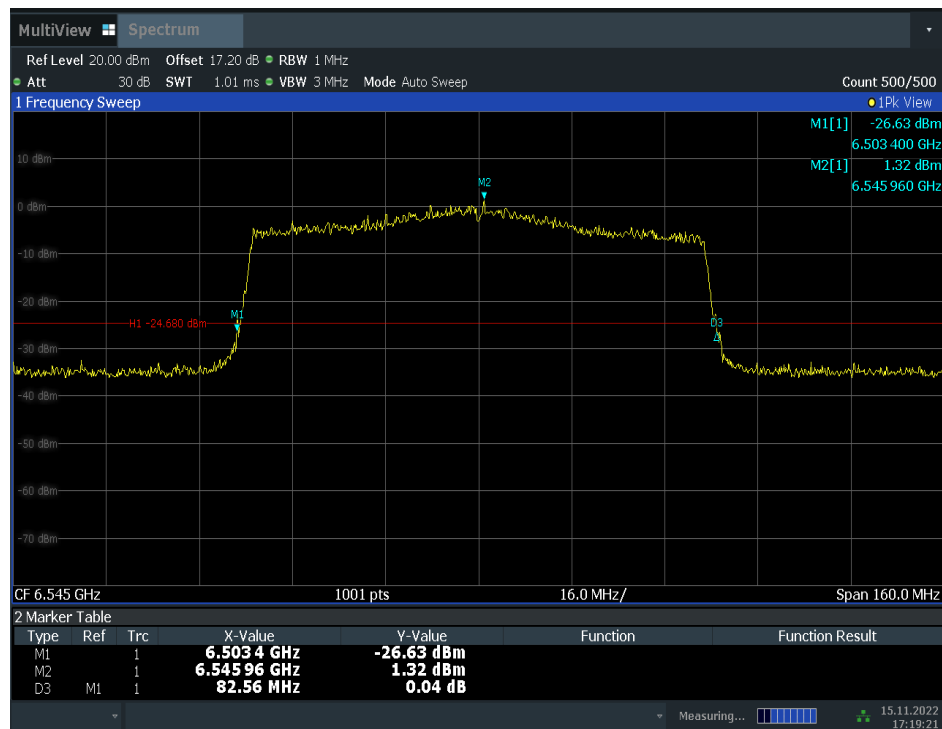 MultiView Spectrum
Ref Level 20.00 dBm Offset 17.20 dB RBW 1 MHz
Att 30 dB SWT 1.01 ms VBW 3 MHz Mode Auto Sweep Count 500/500
1 Frequency Sweep 1Pk View
M1[1] -26.63 dBm
6.503 400 GHz
10 dBm
M2[1] 1.32 dBm
6.545 960 GHz
M2
0 dBm
-10 dBm
-20 dBm
M1
H1 -24.680 dBm
D3
-30 dBm
-40 dBm
-50 dBm
-60 dBm
-70 dBm
CF 6.545 GHz 1001 pts 16.0 MHz/ Span 160.0 MHz
2 Marker Table
Type Ref Trc X-Value Y-Value Function Function Result
M1 1 6.503 4 GHz -26.63 dBm
M2 1 6.545 96 GHz 1.32 dBm
D3 M1 1 82.56 MHz 0.04 dB
Measuring... 15.11.2022
17:19:21